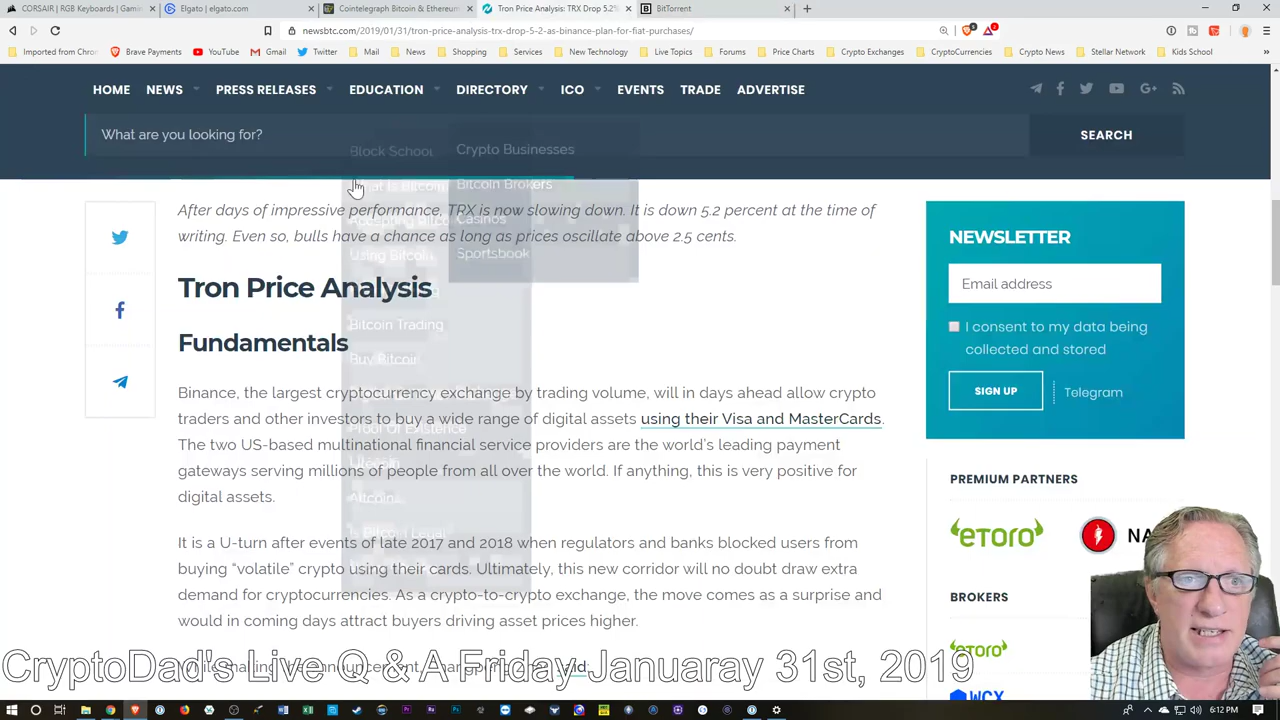 CORSAIR | RGB Keyboards | Gami
Elgato | elgato.com
Cointelegraph Bitcoin & Ethereum
Tron Price Analysis: TRX Drop 5.2%
BitTorrent
newsbtc.com/2019/01/31/tron-price-analysis-trx-drop-5-2-as-binance-plan-for-fiat-purchases/
Imported from Chrom
Brave Payments
YouTube
Gmail
Twitter
Mail
News
Shopping
Services
New Technology
Live Topics
Forums
Price Charts
Crypto Exchanges
CryptoCurrencies
Crypto News
Stellar Network
Kids School
HOME NEWS PRESS RELEASES EDUCATION DIRECTORY ICO EVENTS TRADE ADVERTISE
What are you looking for?
SEARCH
Block School
Crypto Businesses
Bitcoin Brokers
Casinos
Sportsbook
Using Bitcoin
Bitcoin Trading
Buy Bitcoin
Proof Of Existence
Litecoin
Altcoins
Is Bitcoin Legal
After days of impressive performance, TRX is now slowing down. It is down 5.2 percent at the time of
writing. Even so, bulls have a chance as long as prices oscillate above 2.5 cents.
Tron Price Analysis
Fundamentals
Binance, the largest cryptocurrency exchange by trading volume, will in days ahead allow crypto
traders and other investors to buy a wide range of digital assets using their Visa and MasterCards.
The two US-based multinational financial service providers are the world's leading payment
gateways serving millions of people from all over the world. If anything, this is very positive for
digital assets.
It is a U-turn after events of late 2017 and 2018 when regulators and banks blocked users from
buying “volatile” crypto using their cards. Ultimately, this new corridor will no doubt draw extra
demand for cryptocurrencies. As a crypto-to-crypto exchange, the move comes as a surprise and
would in coming days attract buyers driving asset prices higher.
NEWSLETTER
Email address
I consent to my data being
collected and stored
SIGN UP
Telegram
PREMIUM PARTNERS
eToro
NA
BROKERS
eToro
WCX
CryptoDad's Live Q & A Friday Januaray 31st, 2019
6:12 PM